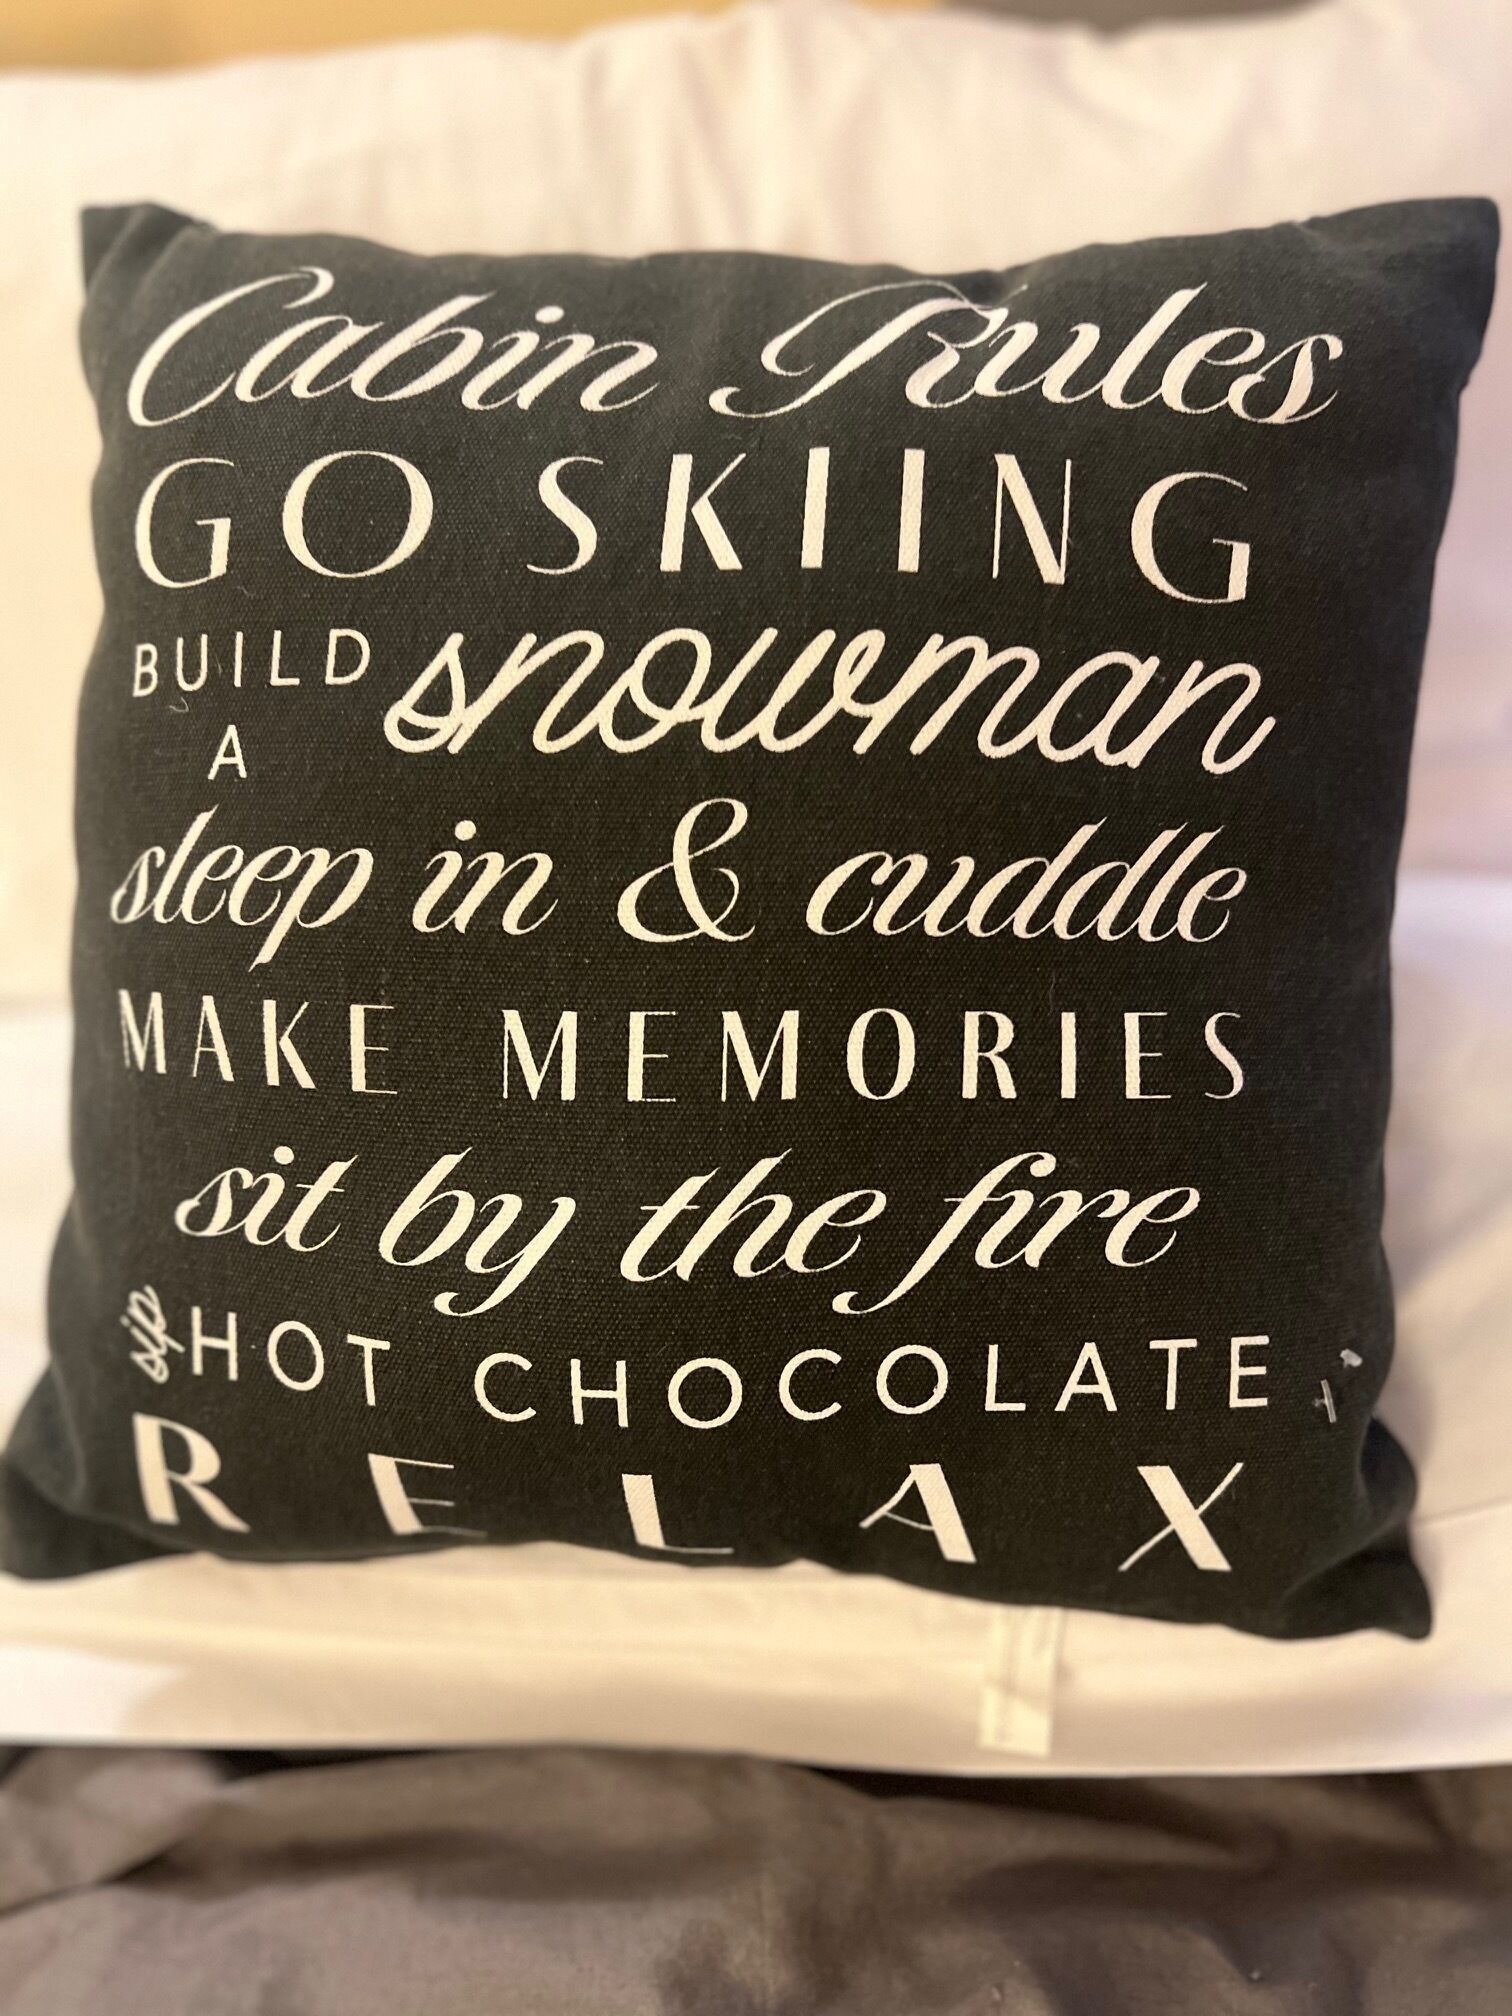 Cabin Rules
GO SKIING
BUILD A snowman
sleep in & cuddle
MAKE MEMORIES
sit by the fire
sip HOT CHOCOLATE
RELAX